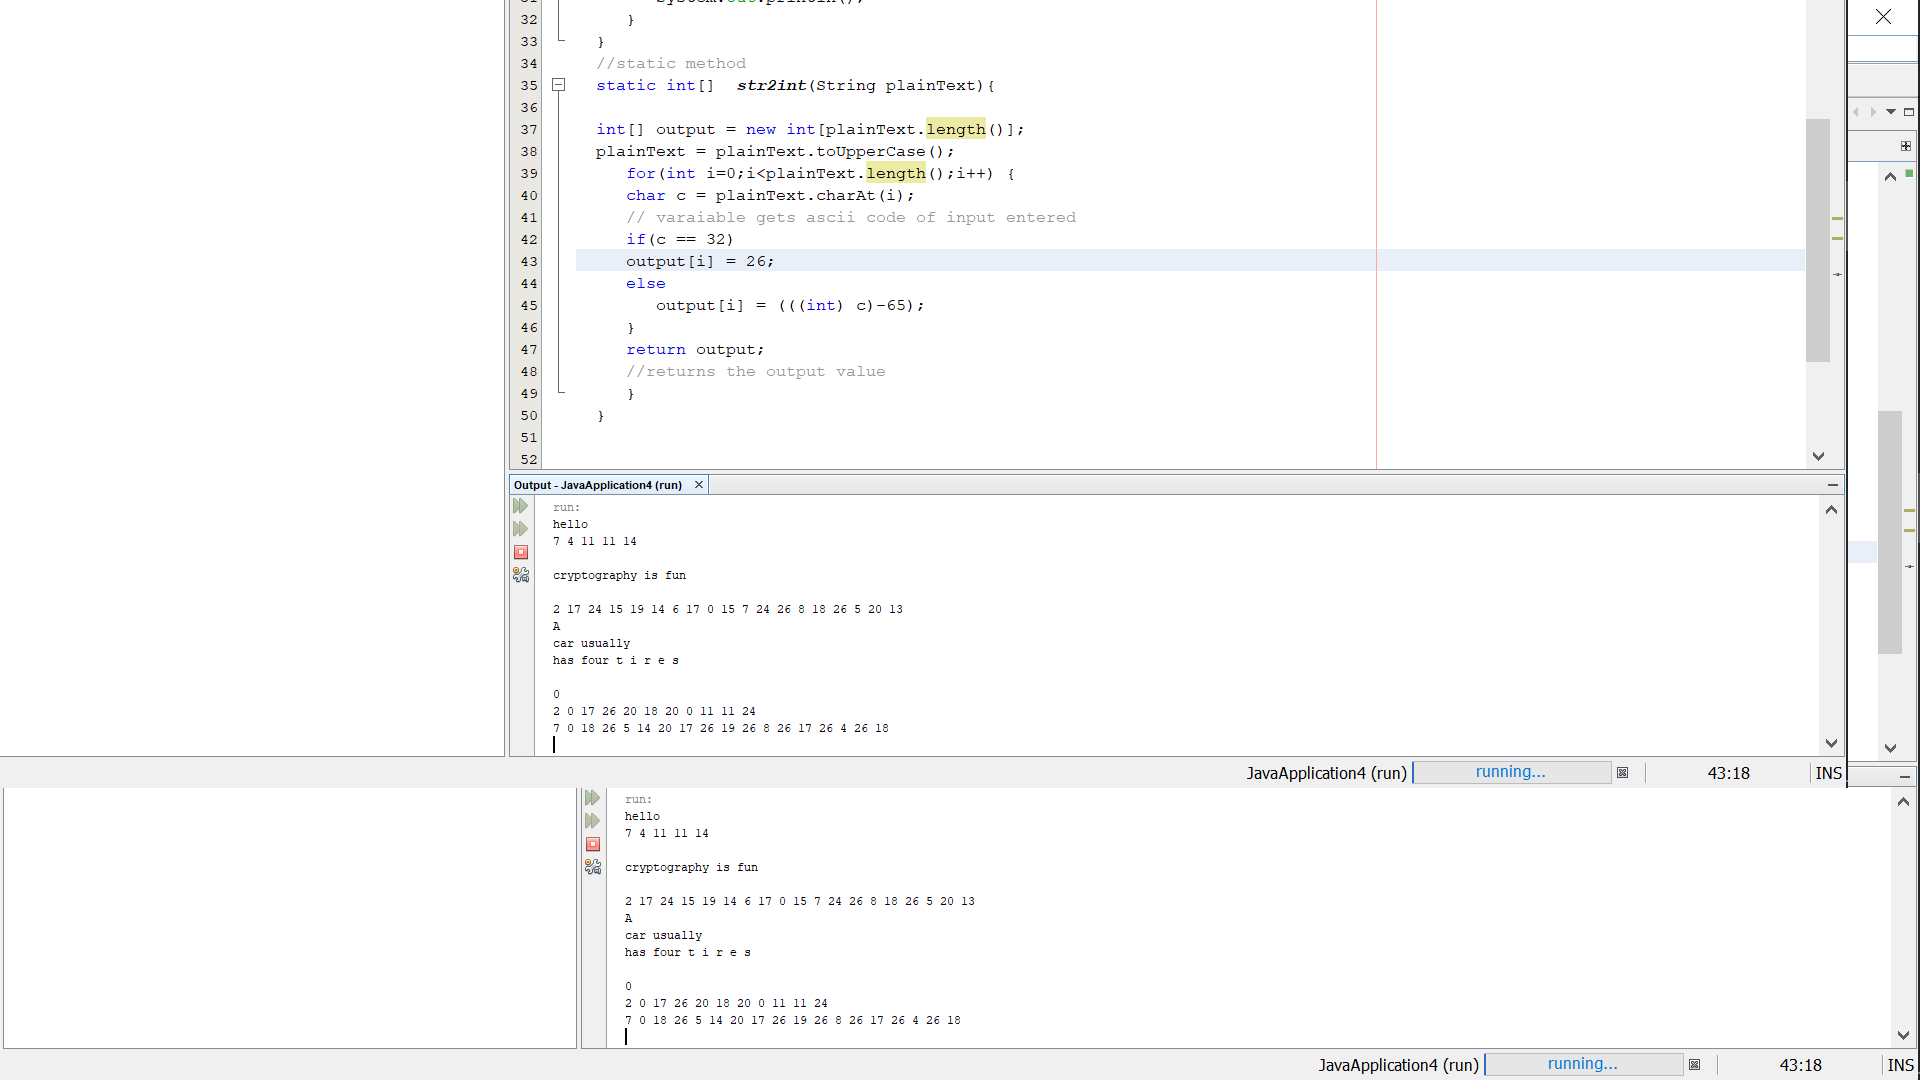 32 }
33 }
34 //static method
35 static int[]  str2int(String plainText){
36
37 int[] output = new int[plainText.length()];
38 plainText = plainText.toUpperCase();
39 for(int i=0;i<plainText.length();i++) {
40 char c = plainText.charAt(i);
41 // varaiable gets ascii code of input entered
42 if(c == 32)
43 output[i] = 26;
44 else
45 output[i] = (((int) c)-65);
46 }
47 return output;
48 //returns the output value
49 }
50 }
51
52
Output - JavaApplication4 (run)
run:
hello
7 4 11 11 14
cryptography is fun
2 17 24 15 19 14 6 17 0 15 7 24 26 8 18 26 5 20 13
A
car usually
has four t i r e s
0
2 0 17 26 20 18 20 0 11 11 24
7 0 18 26 5 14 20 17 26 19 26 8 26 17 26 4 26 18
JavaApplication4 (run) running... 43:18 INS
run:
hello
7 4 11 11 14
cryptography is fun
2 17 24 15 19 14 6 17 0 15 7 24 26 8 18 26 5 20 13
A
car usually
has four t i r e s
0
2 0 17 26 20 18 20 0 11 11 24
7 0 18 26 5 14 20 17 26 19 26 8 26 17 26 4 26 18
JavaApplication4 (run) running... 43:18 INS